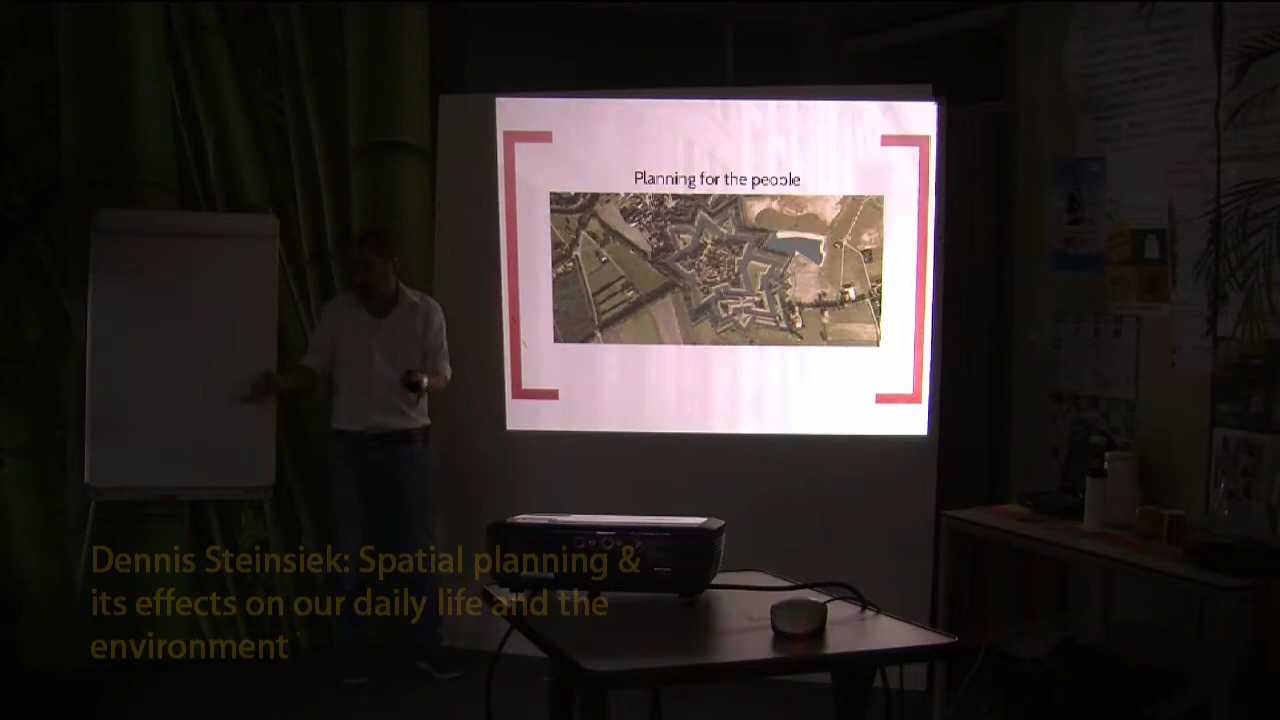 Planning for the people
Dennis Steinsiek: Spatial planning &
its effects on our daily life and the
environment